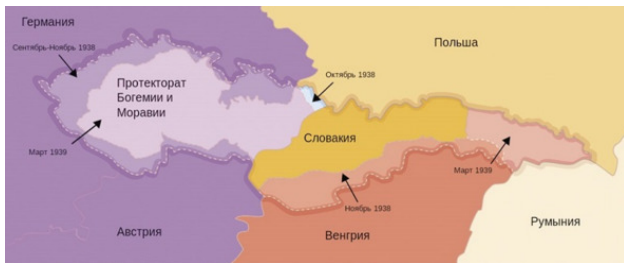 Германия
Сентябрь-Ноябрь 1938
Польша
Октябрь 1938
Протекторат
Богемии и
Моравии
Словакия
Март 1939
Март 1939
Ноябрь 1938
Румыния
Австрия
Венгрия